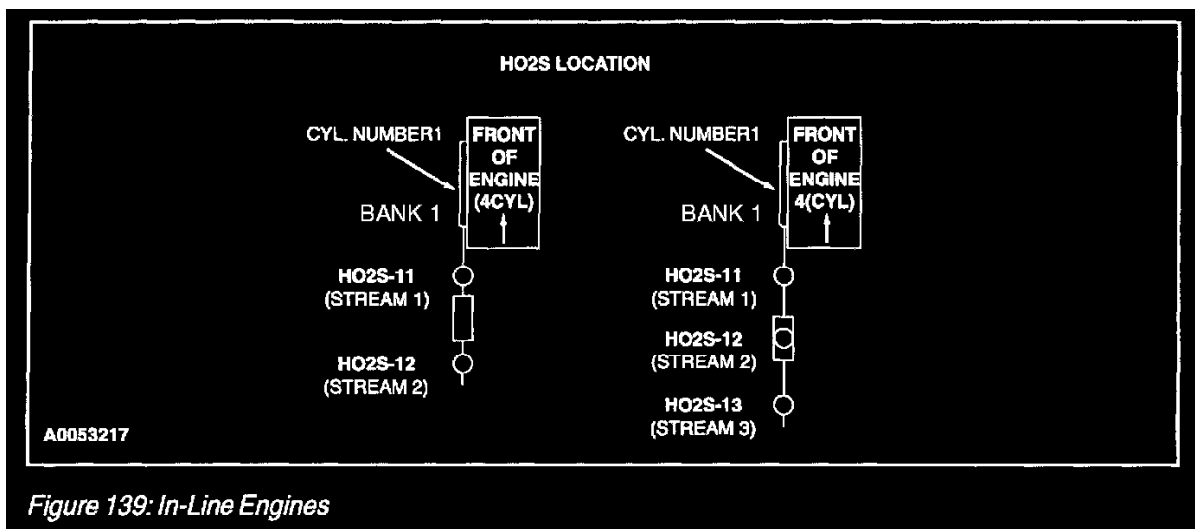 HO2S LOCATION
CYL. NUMBER1
FRONT
OF
ENGINE
(4CYL)
BANK 1
HO2S-11
(STREAM 1)
HO2S-12
(STREAM 2)
CYL. NUMBER1
FRONT
OF
ENGINE
4(CYL)
BANK 1
HO2S-11
(STREAM 1)
HO2S-12
(STREAM 2)
HO2S-13
(STREAM 3)
A0053217
Figure 139: In-Line Engines